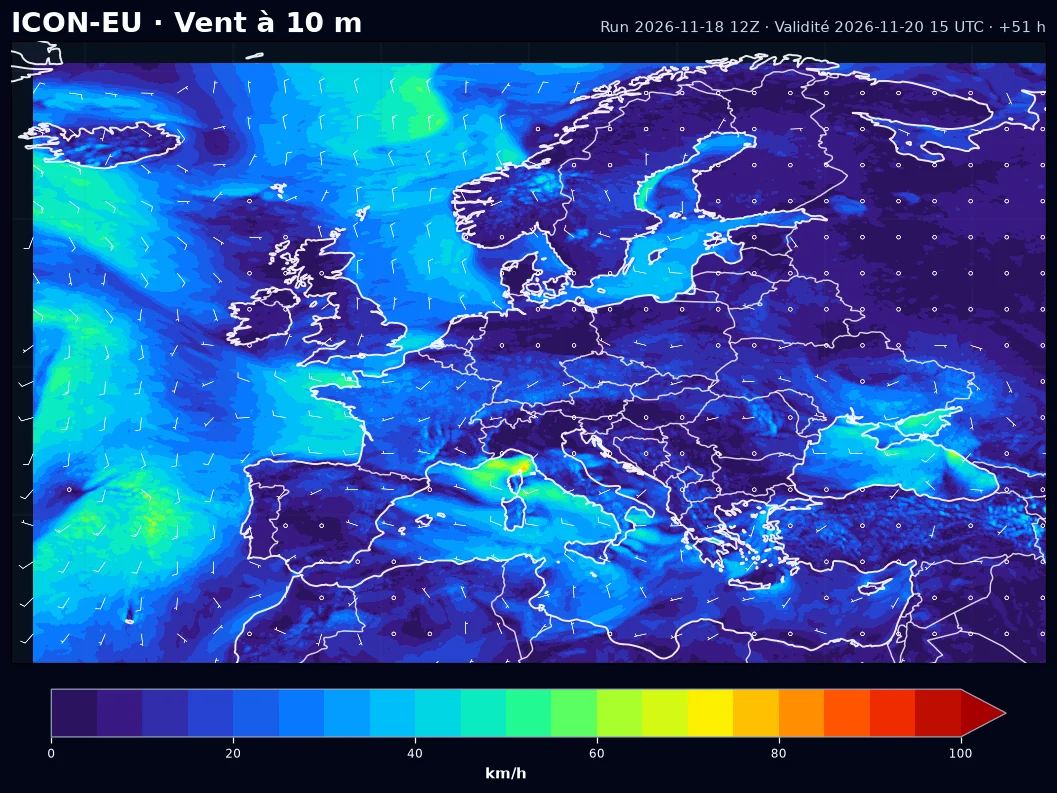 ICON-EU · Vent à 10 m
Run 2026-11-18 12Z · Validité 2026-11-20 15 UTC · +51 h
0 20 40 60 80 100
km/h